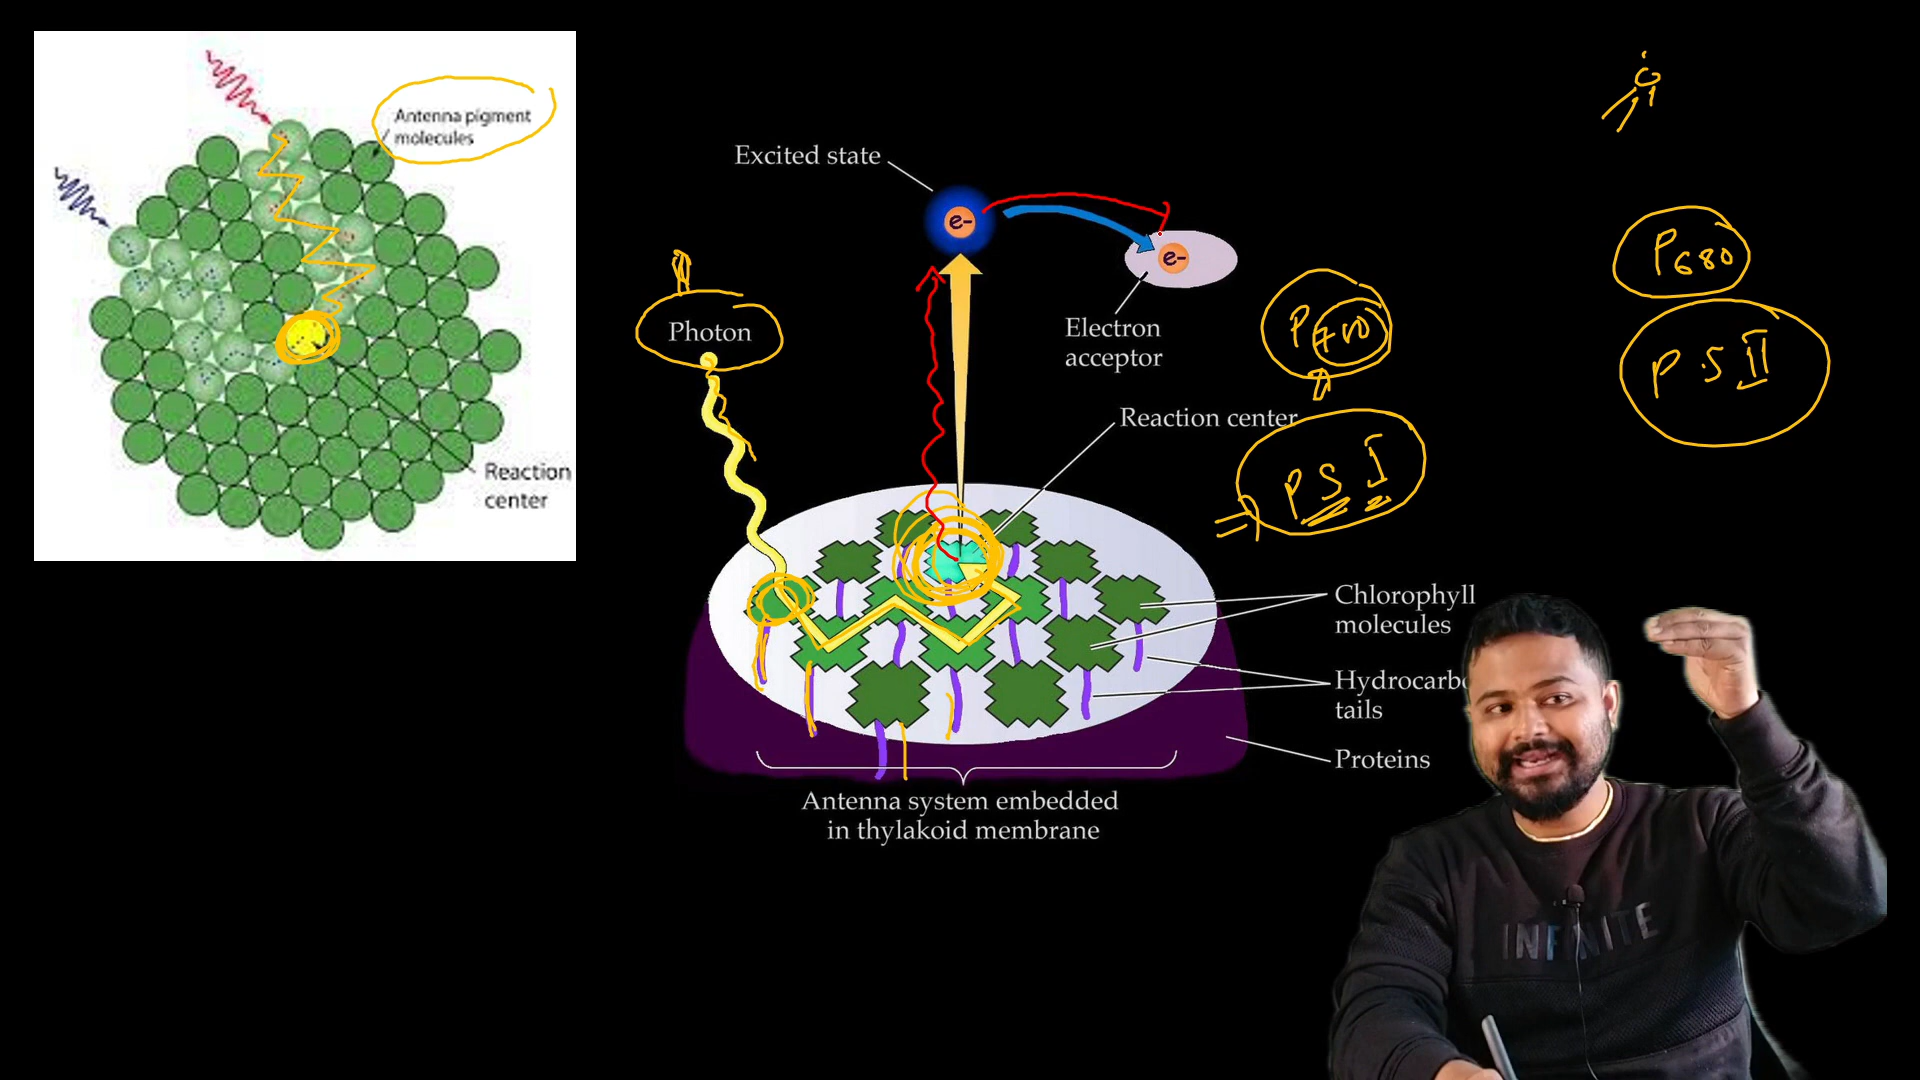 Antenna pigment
molecules
Reaction
center
Excited state
e-
e-
Photon
Electron
acceptor
Reaction center
P700
PS I
P680
P.S II
Chlorophyll
molecules
Hydrocarbo
tails
Proteins
Antenna system embedded
in thylakoid membrane
INFINITE